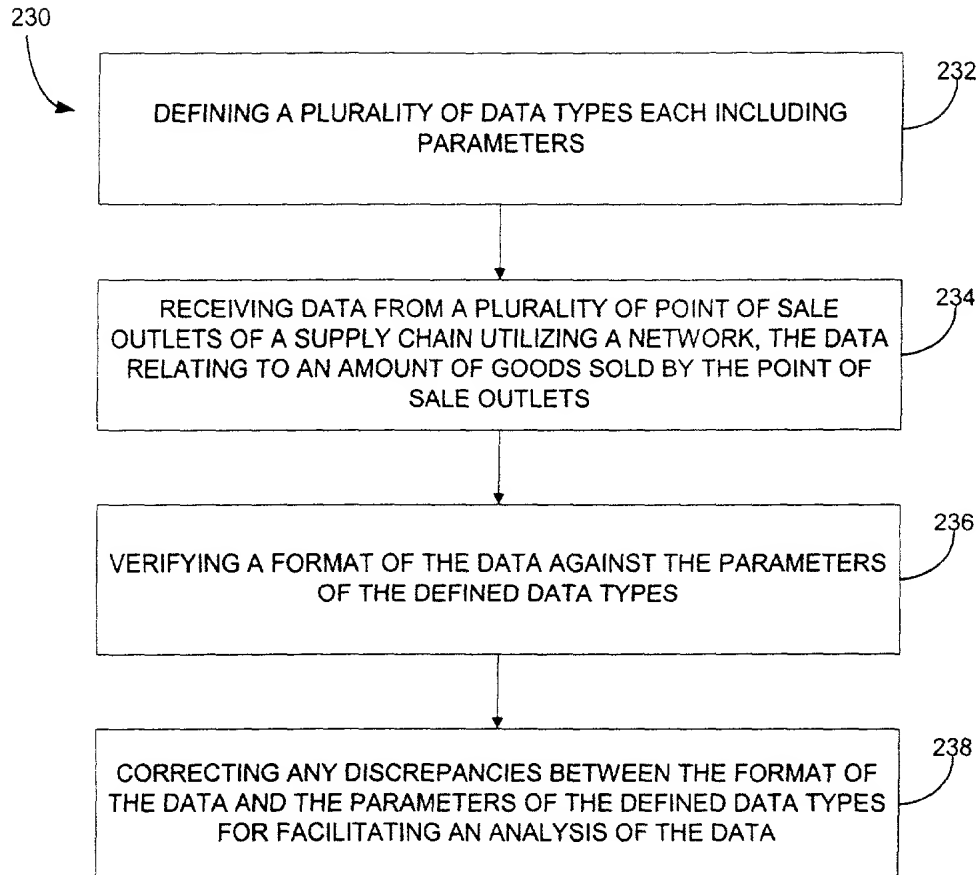 230
232
DEFINING A PLURALITY OF DATA TYPES EACH INCLUDING
PARAMETERS
234
RECEIVING DATA FROM A PLURALITY OF POINT OF SALE
OUTLETS OF A SUPPLY CHAIN UTILIZING A NETWORK, THE DATA
RELATING TO AN AMOUNT OF GOODS SOLD BY THE POINT OF
SALE OUTLETS
236
VERIFYING A FORMAT OF THE DATA AGAINST THE PARAMETERS
OF THE DEFINED DATA TYPES
238
CORRECTING ANY DISCREPANCIES BETWEEN THE FORMAT OF
THE DATA AND THE PARAMETERS OF THE DEFINED DATA TYPES
FOR FACILITATING AN ANALYSIS OF THE DATA